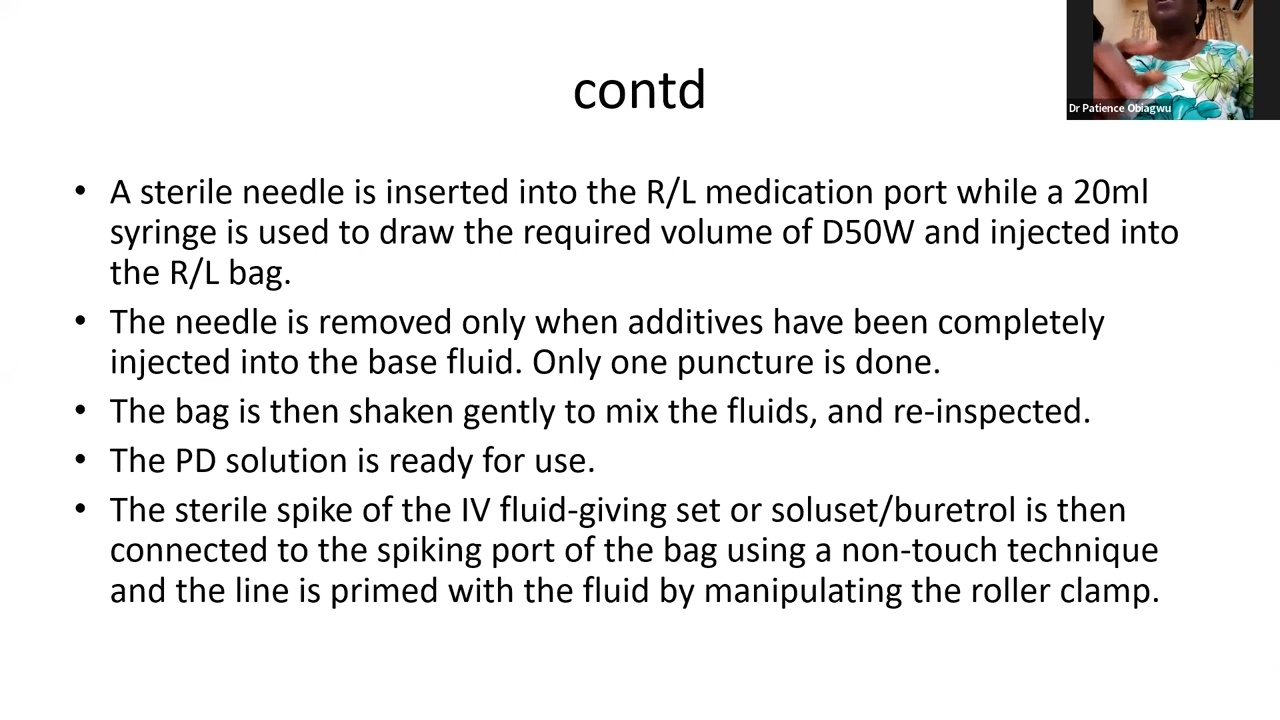 contd
Dr Patience Obiagwu
• A sterile needle is inserted into the R/L medication port while a 20ml
syringe is used to draw the required volume of D50W and injected into
the R/L bag.
• The needle is removed only when additives have been completely
injected into the base fluid. Only one puncture is done.
• The bag is then shaken gently to mix the fluids, and re-inspected.
• The PD solution is ready for use.
• The sterile spike of the IV fluid-giving set or soluset/buretrol is then
connected to the spiking port of the bag using a non-touch technique
and the line is primed with the fluid by manipulating the roller clamp.